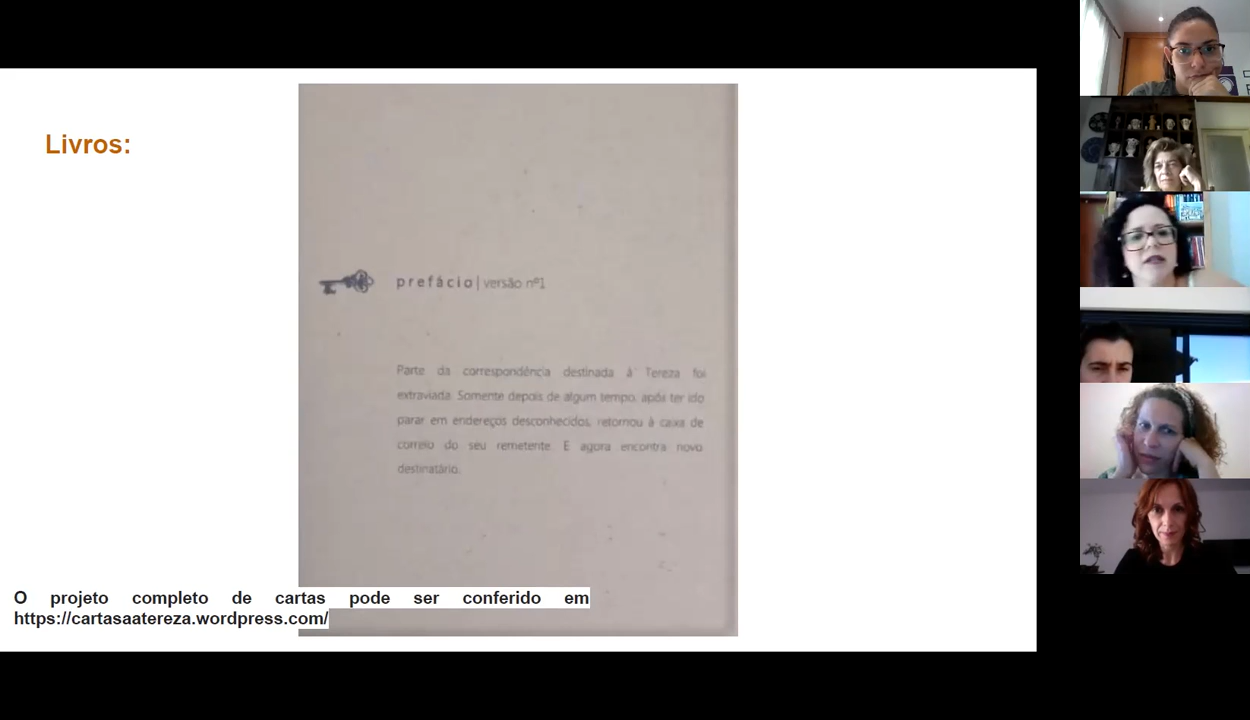 Livros:
prefácio| versão nº1
Parte da correspondência destinada à Tereza foi
extraviada. Somente depois de algum tempo, após ter ido
parar em endereços desconhecidos, retornou à caixa de
correio do seu remetente. E agora encontra novo
destinatário.
O projeto completo de cartas pode ser conferido em
https://cartasaatereza.wordpress.com/